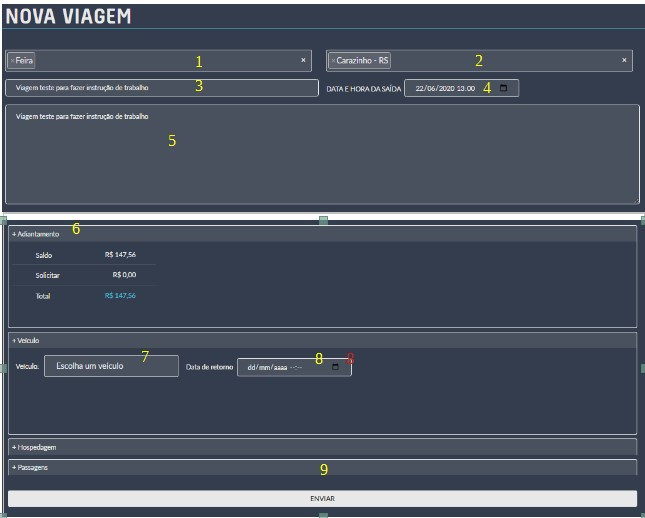 NOVA VIAGEM
× Feira 1 ×
× Carazinho - RS 2 ×
Viagem teste para fazer instrução de trabalho 3
DATA E HORA DA SAÍDA 22/06/2020 13:00 4
Viagem teste para fazer instrução de trabalho
5
+ Adiantamento 6
Saldo R$ 147,56
Solicitar R$ 0,00
Total R$ 147,56
+ Veículo
Veículo: Escolha um veículo 7
Data de retorno dd/mm/aaaa --:-- 8 8
+ Hospedagem
+ Passagens 9
ENVIAR